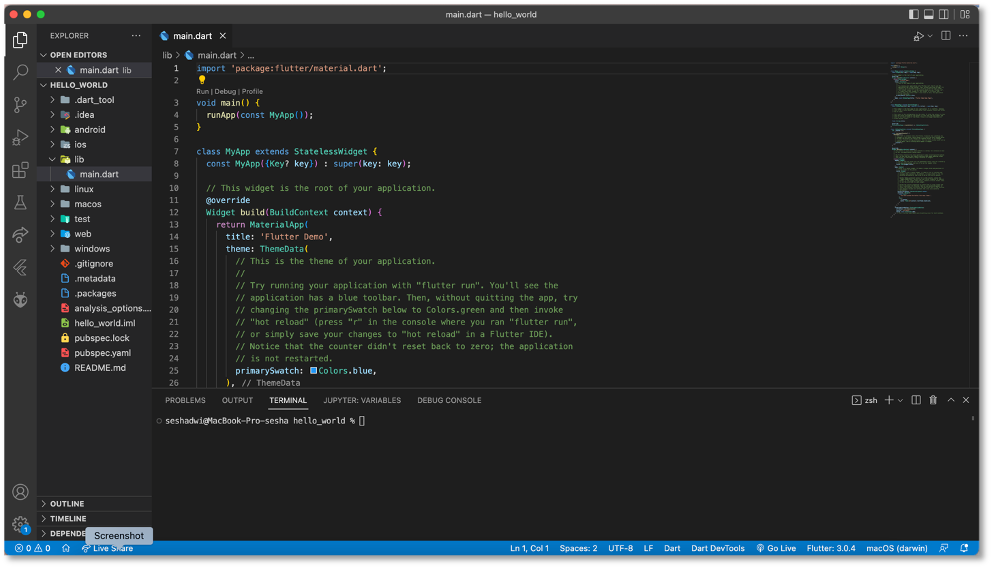 main.dart — hello_world
EXPLORER
OPEN EDITORS
main.dart lib
HELLO_WORLD
.dart_tool
.idea
android
ios
lib
main.dart
linux
macos
test
web
windows
.gitignore
.metadata
.packages
analysis_options....
hello_world.iml
pubspec.lock
pubspec.yaml
README.md
OUTLINE
TIMELINE
DEPENDE
Screenshot
main.dart
lib > main.dart > ...
1 import 'package:flutter/material.dart';
2
Run | Debug | Profile
3 void main() {
4 runApp(const MyApp());
5 }
6
7 class MyApp extends StatelessWidget {
8 const MyApp({Key? key}) : super(key: key);
9
10 // This widget is the root of your application.
11 @override
12 Widget build(BuildContext context) {
13 return MaterialApp(
14 title: 'Flutter Demo',
15 theme: ThemeData(
16 // This is the theme of your application.
17 //
18 // Try running your application with "flutter run". You'll see the
19 // application has a blue toolbar. Then, without quitting the app, try
20 // changing the primarySwatch below to Colors.green and then invoke
21 // "hot reload" (press "r" in the console where you ran "flutter run",
22 // or simply save your changes to "hot reload" in a Flutter IDE).
23 // Notice that the counter didn't reset back to zero; the application
24 // is not restarted.
25 primarySwatch: Colors.blue,
26 ), // ThemeData
PROBLEMS OUTPUT TERMINAL JUPYTER: VARIABLES DEBUG CONSOLE
zsh
seshadwi@MacBook-Pro-sesha hello_world %
1
0 0 Live Share Ln 1, Col 1 Spaces: 2 UTF-8 LF Dart Dart DevTools Go Live Flutter: 3.0.4 macOS (darwin)